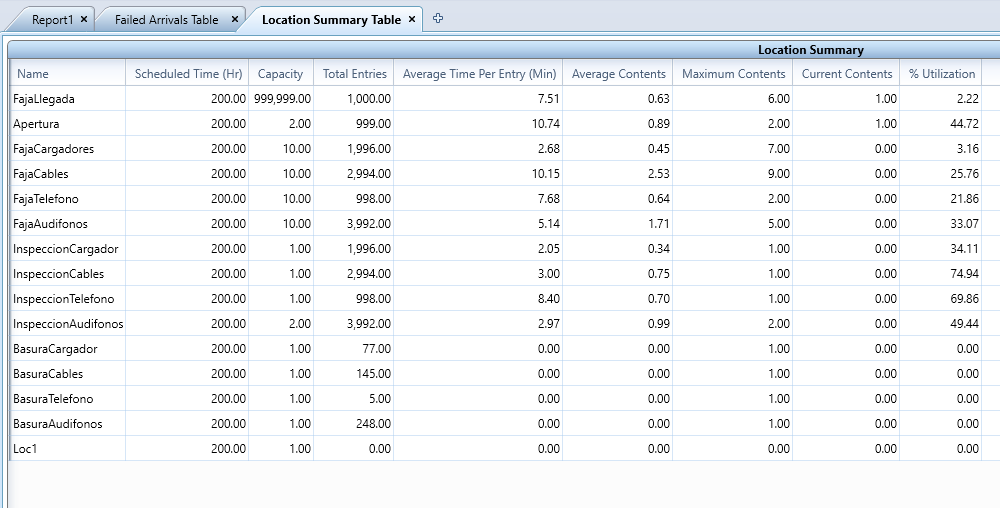 Report1 × Failed Arrivals Table × Location Summary Table ×
Location Summary
Name Scheduled Time (Hr) Capacity Total Entries Average Time Per Entry (Min) Average Contents Maximum Contents Current Contents % Utilization
FajaLlegada 200.00 999,999.00 1,000.00 7.51 0.63 6.00 1.00 2.22
Apertura 200.00 2.00 999.00 10.74 0.89 2.00 1.00 44.72
FajaCargadores 200.00 10.00 1,996.00 2.68 0.45 7.00 0.00 3.16
FajaCables 200.00 10.00 2,994.00 10.15 2.53 9.00 0.00 25.76
FajaTelefono 200.00 10.00 998.00 7.68 0.64 2.00 0.00 21.86
FajaAudifonos 200.00 10.00 3,992.00 5.14 1.71 5.00 0.00 33.07
InspeccionCargador 200.00 1.00 1,996.00 2.05 0.34 1.00 0.00 34.11
InspeccionCables 200.00 1.00 2,994.00 3.00 0.75 1.00 0.00 74.94
InspeccionTelefono 200.00 1.00 998.00 8.40 0.70 1.00 0.00 69.86
InspeccionAudifonos 200.00 2.00 3,992.00 2.97 0.99 2.00 0.00 49.44
BasuraCargador 200.00 1.00 77.00 0.00 0.00 1.00 0.00 0.00
BasuraCables 200.00 1.00 145.00 0.00 0.00 1.00 0.00 0.00
BasuraTelefono 200.00 1.00 5.00 0.00 0.00 1.00 0.00 0.00
BasuraAudifonos 200.00 1.00 248.00 0.00 0.00 1.00 0.00 0.00
Loc1 200.00 1.00 0.00 0.00 0.00 0.00 0.00 0.00